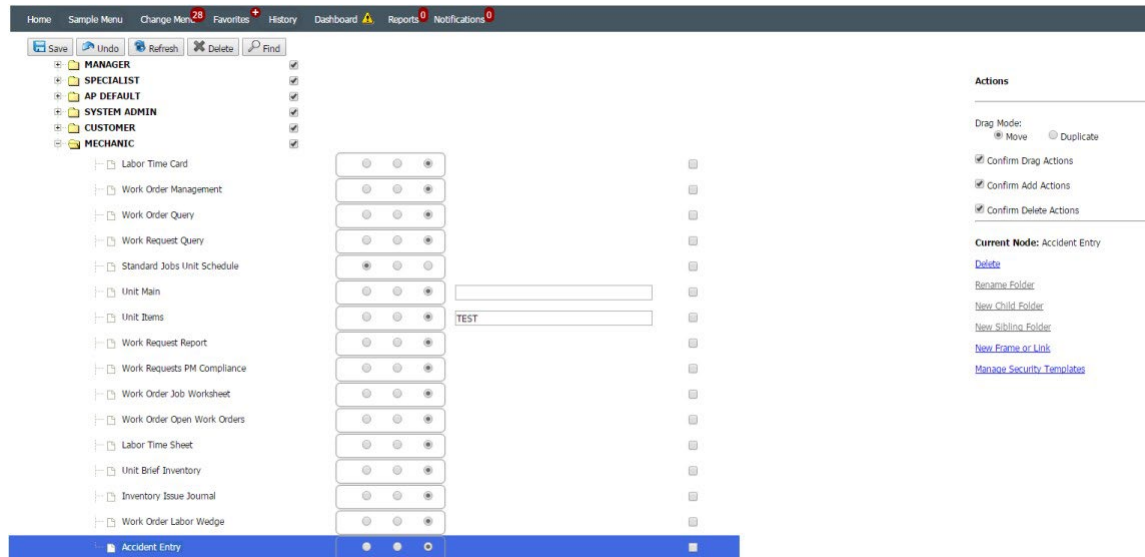 Home Sample Menu Change Menu 28 Favorites + History Dashboard Reports 0 Notifications 0
Save Undo Refresh Delete Find
MANAGER
SPECIALIST
AP DEFAULT
SYSTEM ADMIN
CUSTOMER
MECHANIC
Labor Time Card
Work Order Management
Work Order Query
Work Request Query
Standard Jobs Unit Schedule
Unit Main
Unit Items TEST
Work Request Report
Work Requests PM Compliance
Work Order Job Worksheet
Work Order Open Work Orders
Labor Time Sheet
Unit Brief Inventory
Inventory Issue Journal
Work Order Labor Wedge
Accident Entry
Actions
Drag Mode:
Move Duplicate
Confirm Drag Actions
Confirm Add Actions
Confirm Delete Actions
Current Node: Accident Entry
Delete
Rename Folder
New Child Folder
New Sibling Folder
New Frame or Link
Manage Security Templates